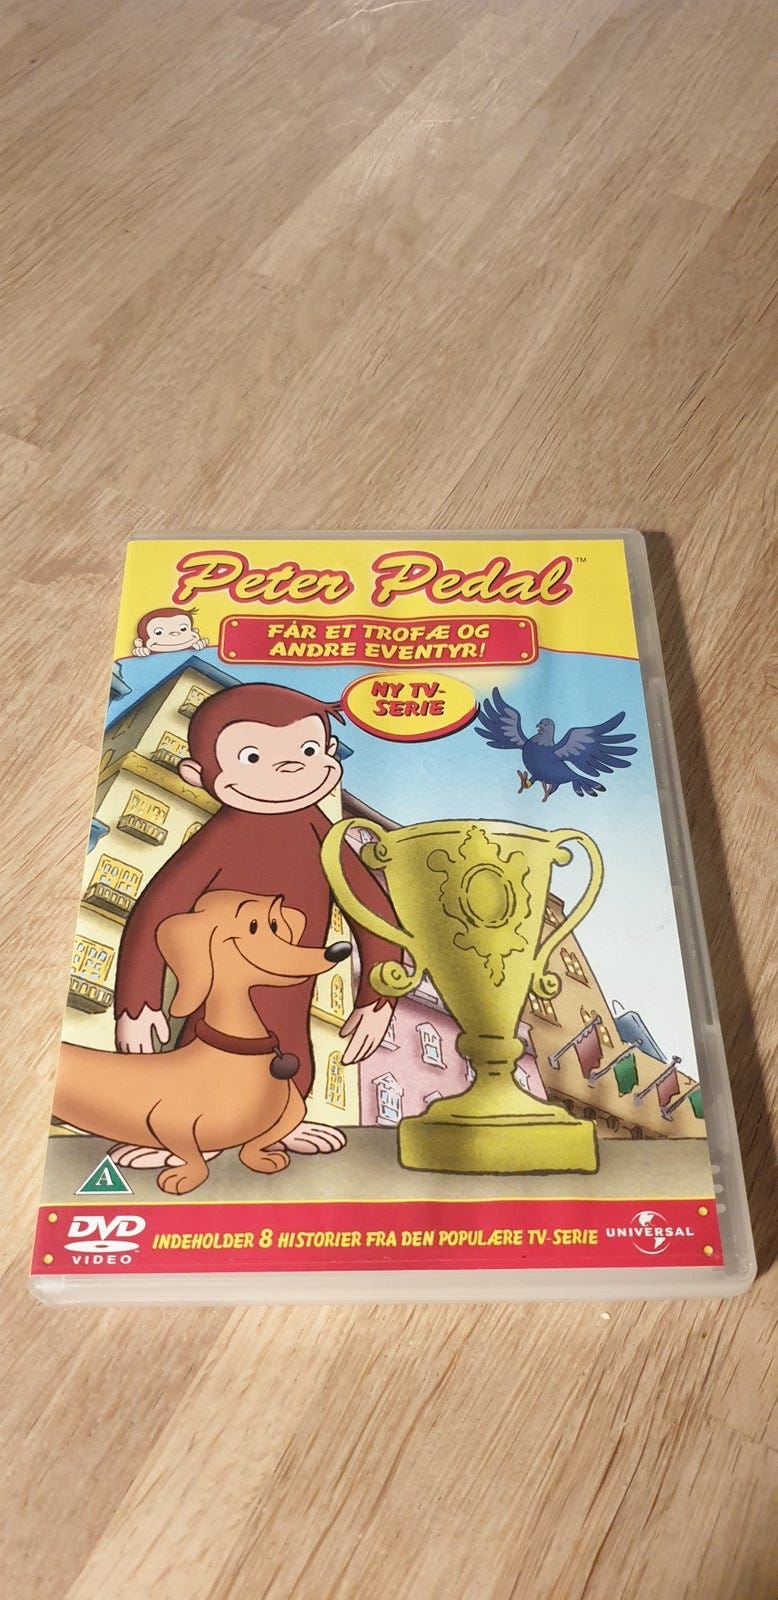 Peter Pedal™
FÅR ET TROFÆ OG
ANDRE EVENTYR!
NY TV-
SERIE
A
DVD
VIDEO
INDEHOLDER 8 HISTORIER FRA DEN POPULÆRE TV-SERIE
UNIVERSAL